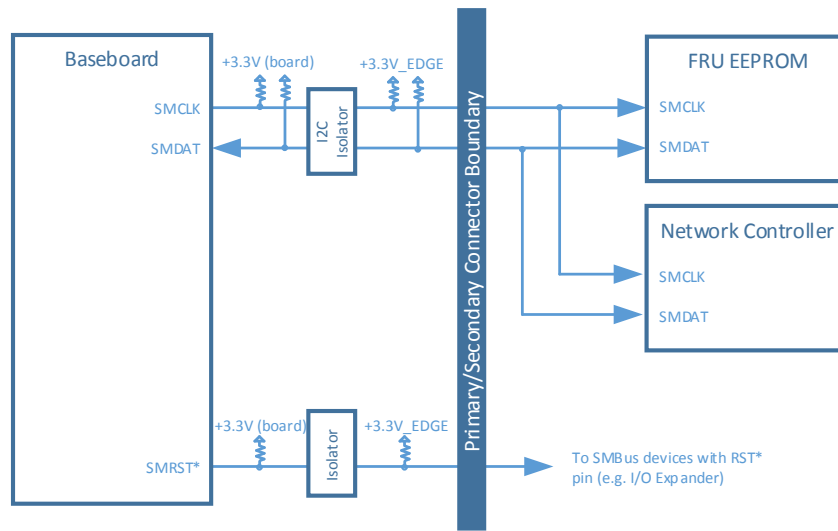 Baseboard
+3.3V (board)
+3.3V_EDGE
SMCLK
SMDAT
I2C
Isolator
Primary/Secondary Connector Boundary
FRU EEPROM
SMCLK
SMDAT
Network Controller
SMCLK
SMDAT
+3.3V (board)
+3.3V_EDGE
SMRST*
Isolator
To SMBus devices with RST*
pin (e.g. I/O Expander)